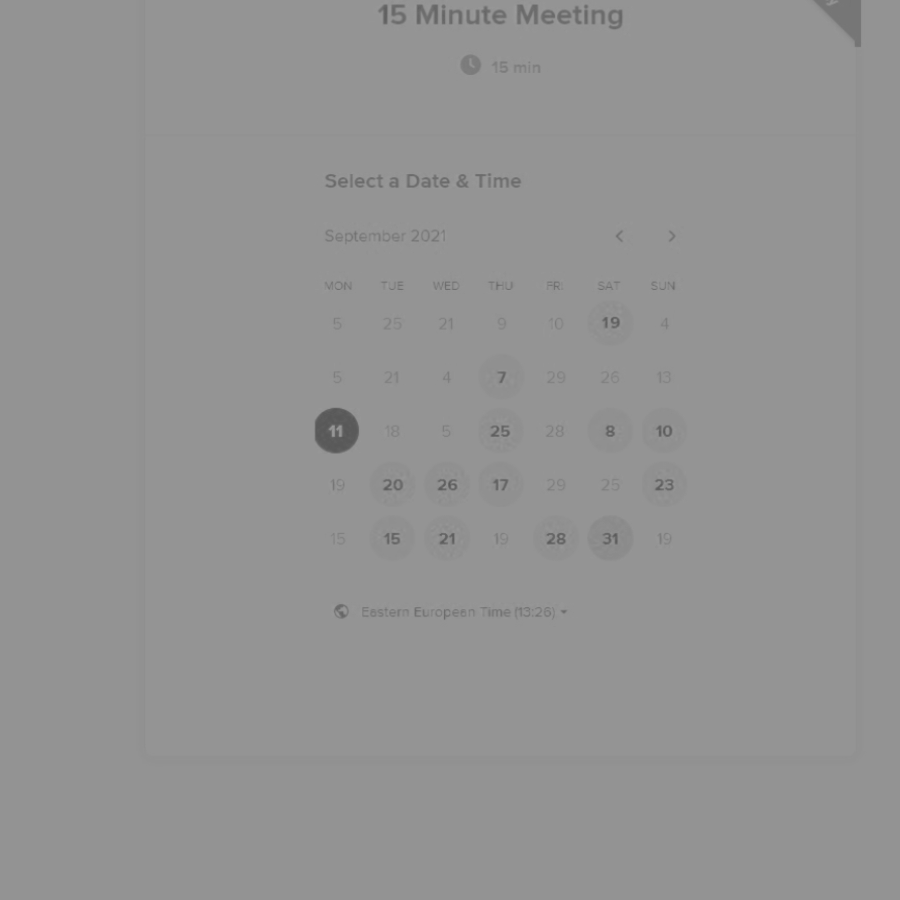 15 Minute Meeting
15 min
Select a Date & Time
September 2021
MON TUE WED THU FRI SAT SUN
5 25 21 9 10 19 4
5 21 4 7 29 26 13
11 18 5 25 28 8 10
19 20 26 17 29 25 23
15 15 21 19 28 31 19
Eastern European Time (13:26)